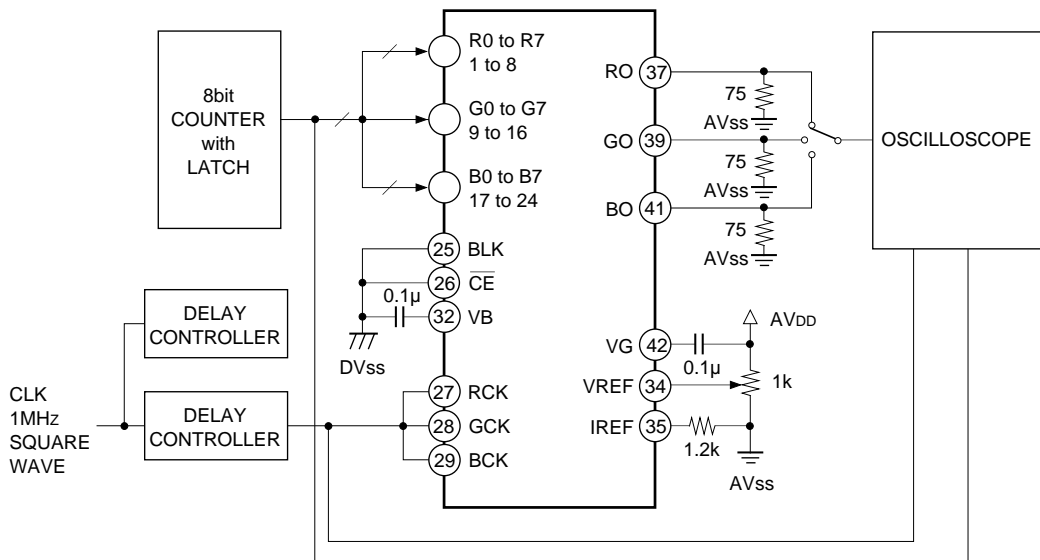 8bit
COUNTER
with
LATCH
R0 to R7
1 to 8
G0 to G7
9 to 16
B0 to B7
17 to 24
25 BLK
26 CE
0.1µ
32 VB
DVss
DELAY
CONTROLLER
CLK
1MHz
SQUARE
WAVE
DELAY
CONTROLLER
27 RCK
28 GCK
29 BCK
RO 37
75
AVss
GO 39
75
AVss
BO 41
75
AVss
OSCILLOSCOPE
AVDD
VG 42
0.1µ
VREF 34
1k
IREF 35
1.2k
AVss